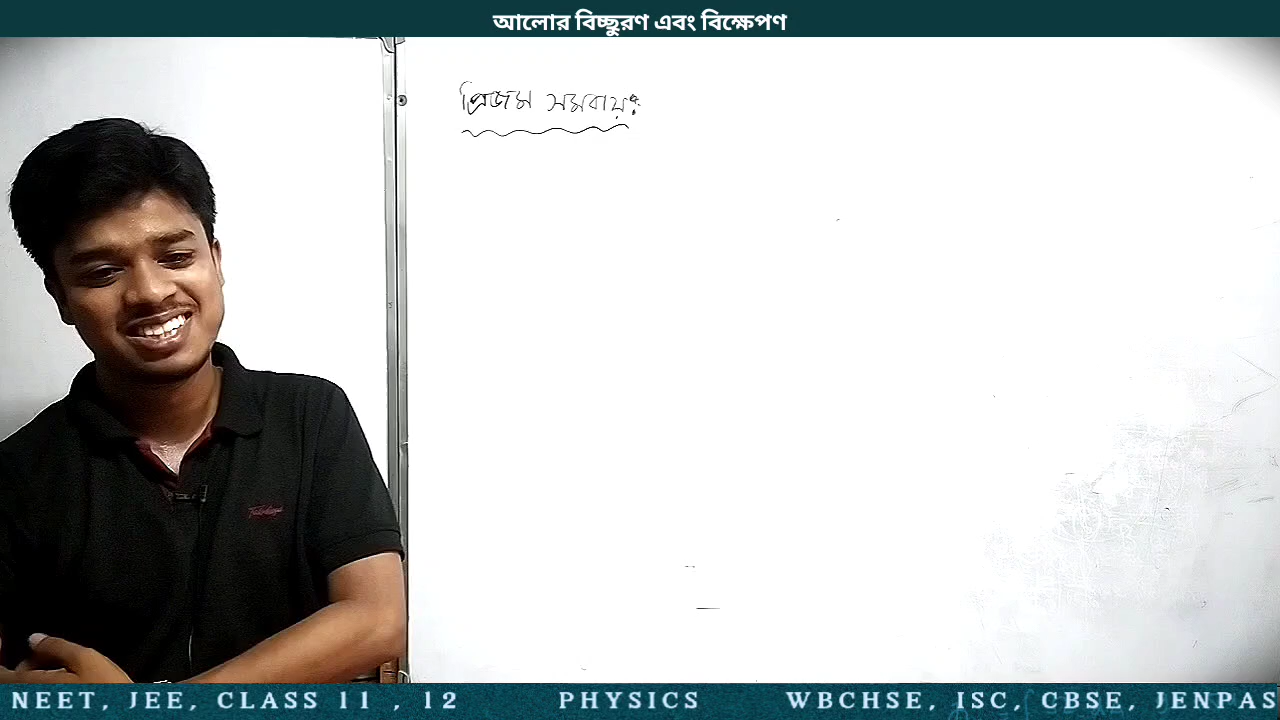 আলোর বিচ্ছুরণ এবং বিক্ষেপণ
প্রিজম সমবায়ঃ
NEET, JEE, CLASS 11 , 12 PHYSICS WBCHSE, ISC, CBSE, JENPAS